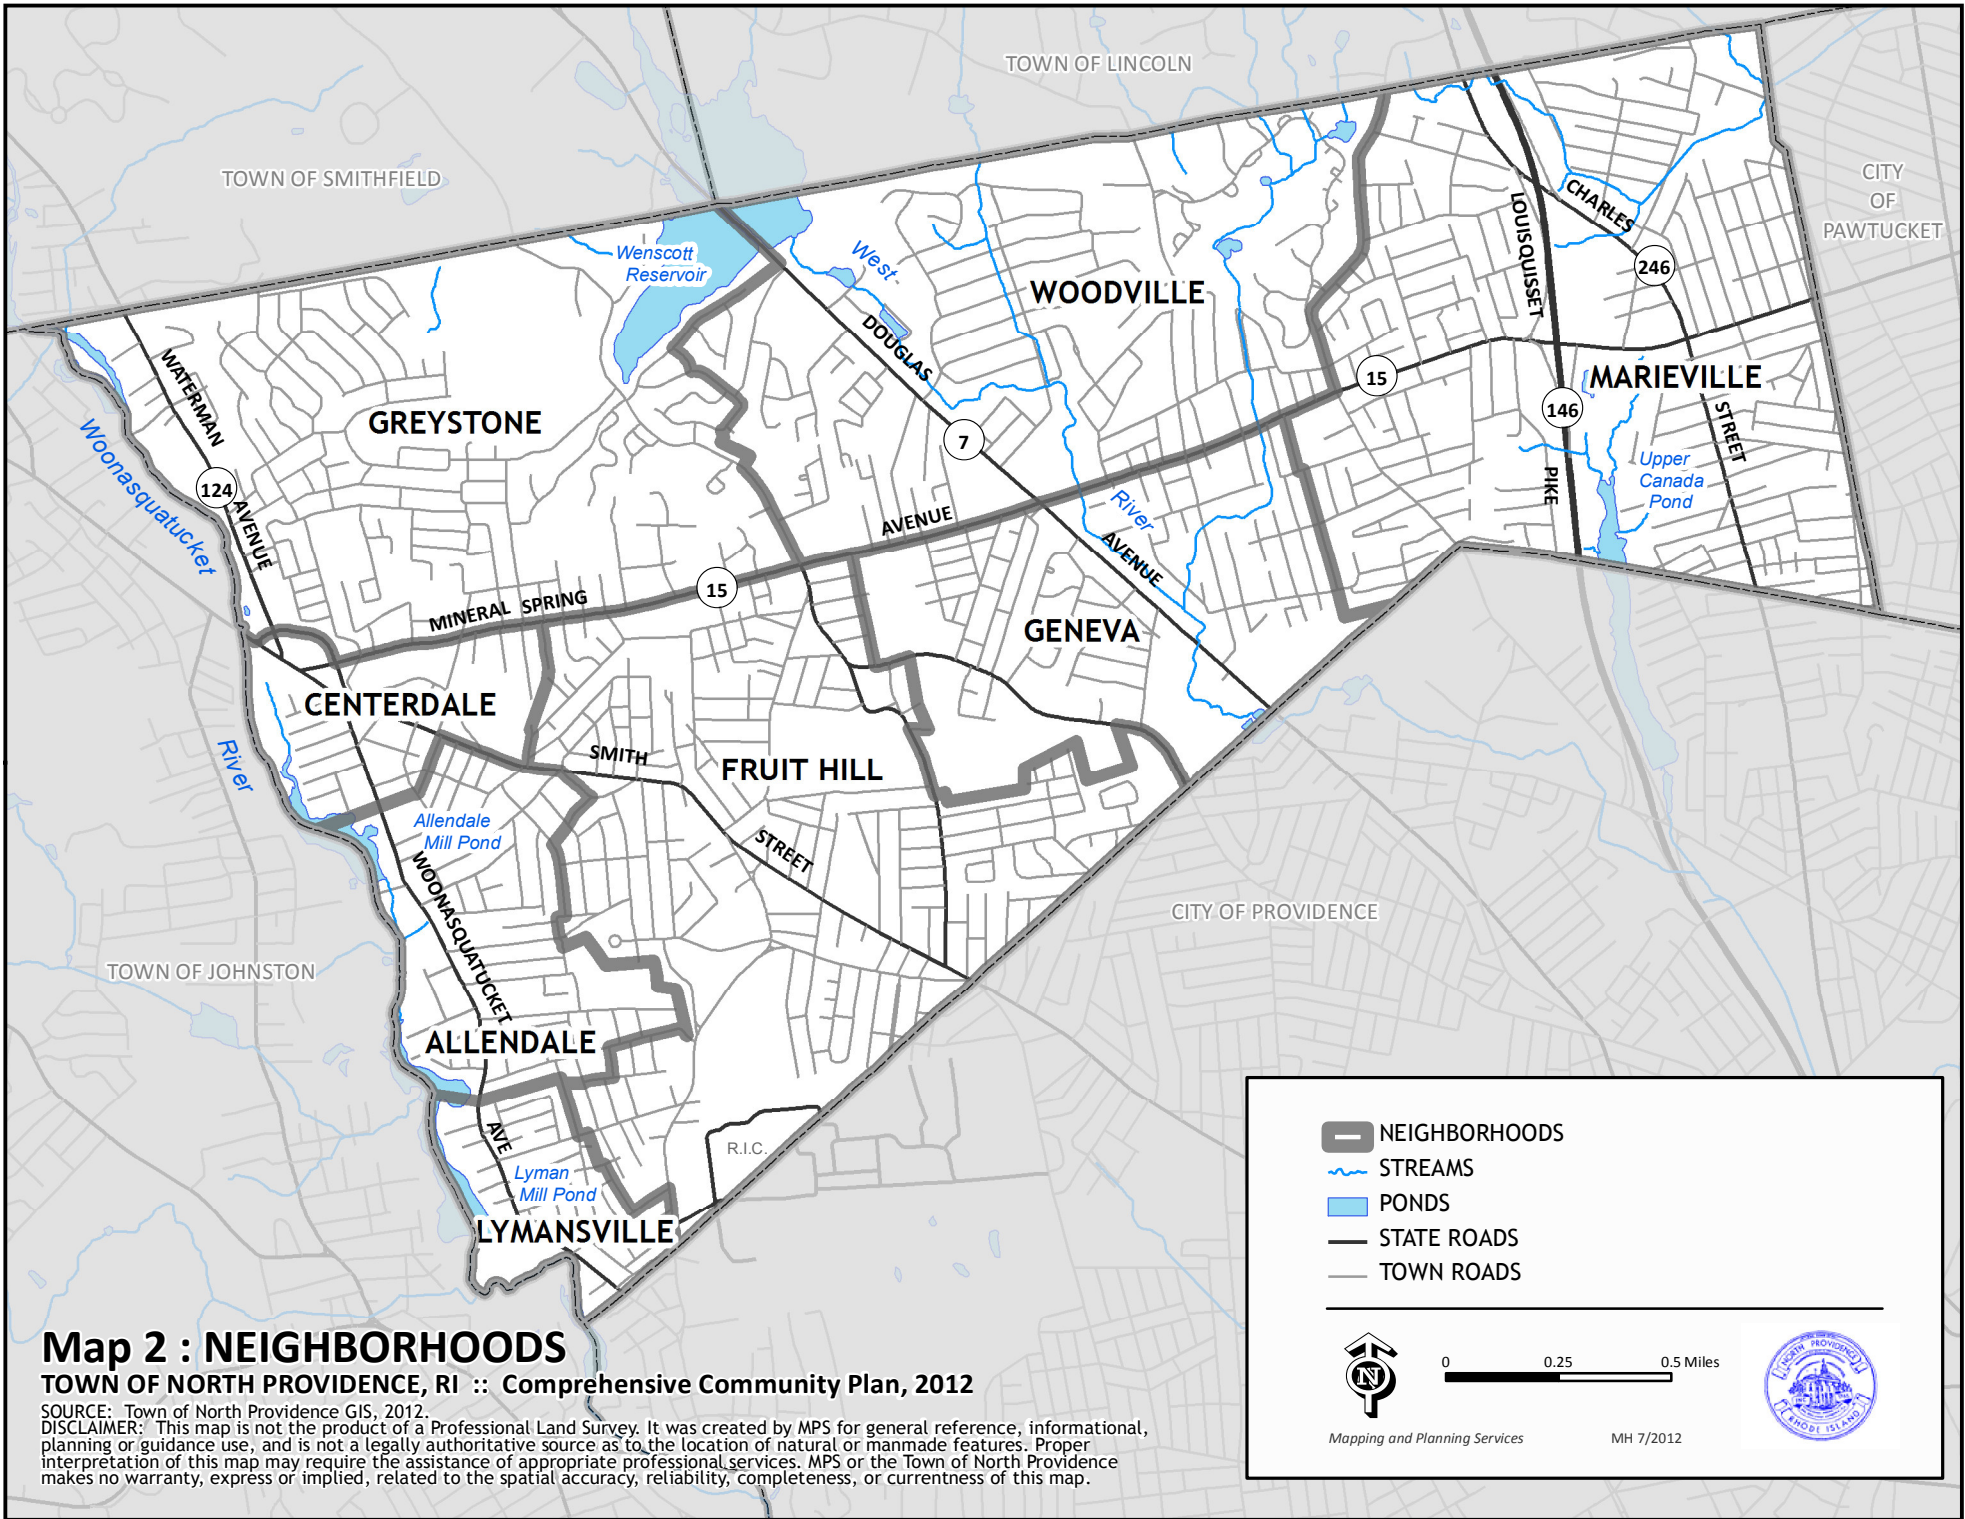 TOWN OF LINCOLN
TOWN OF SMITHFIELD
CITY
OF
PAWTUCKET
Wenscott
Reservoir
West
CHARLES
LOUISQUISSET
246
WOODVILLE
DOUGLAS
WATERMAN
15
MARIEVILLE
146
GREYSTONE
7
STREET
Woonasquatucket
124
AVENUE
Upper
Canada
Pond
PIKE
River
AVENUE
AVENUE
15
MINERAL SPRING
GENEVA
CENTERDALE
River
SMITH
FRUIT HILL
Allendale
Mill Pond
STREET
WOONASQUATUCKET
CITY OF PROVIDENCE
TOWN OF JOHNSTON
ALLENDALE
AVE
R.I.C.
Lyman
Mill Pond
LYMANSVILLE
NEIGHBORHOODS
STREAMS
PONDS
STATE ROADS
TOWN ROADS
N
0 0.25 0.5 Miles
Mapping and Planning Services MH 7/2012
NORTH PROVIDENCE
RHODE ISLAND
Map 2 : NEIGHBORHOODS
TOWN OF NORTH PROVIDENCE, RI :: Comprehensive Community Plan, 2012
SOURCE: Town of North Providence GIS, 2012.
DISCLAIMER: This map is not the product of a Professional Land Survey. It was created by MPS for general reference, informational,
planning or guidance use, and is not a legally authoritative source as to the location of natural or manmade features. Proper
interpretation of this map may require the assistance of appropriate professional services. MPS or the Town of North Providence
makes no warranty, express or implied, related to the spatial accuracy, reliability, completeness, or currentness of this map.